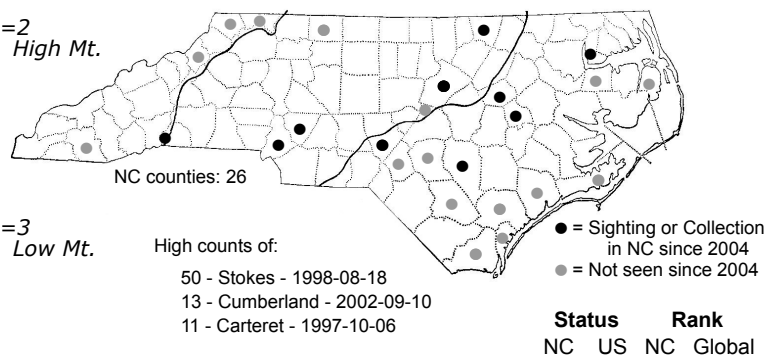 =2
High Mt.
NC counties: 26
=3
Low Mt.
High counts of:
50 - Stokes - 1998-08-18
13 - Cumberland - 2002-09-10
11 - Carteret - 1997-10-06
● = Sighting or Collection
in NC since 2004
● = Not seen since 2004
Status Rank
NC US NC Global